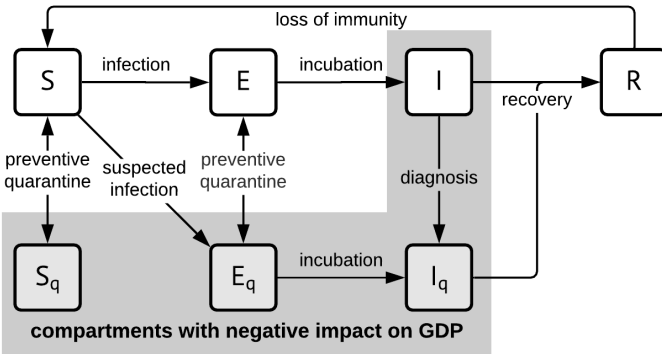 loss of immunity
S
infection
E
incubation
I
recovery
R
preventive
quarantine
suspected
infection
preventive
quarantine
diagnosis
Sq
Eq
incubation
Iq
compartments with negative impact on GDP